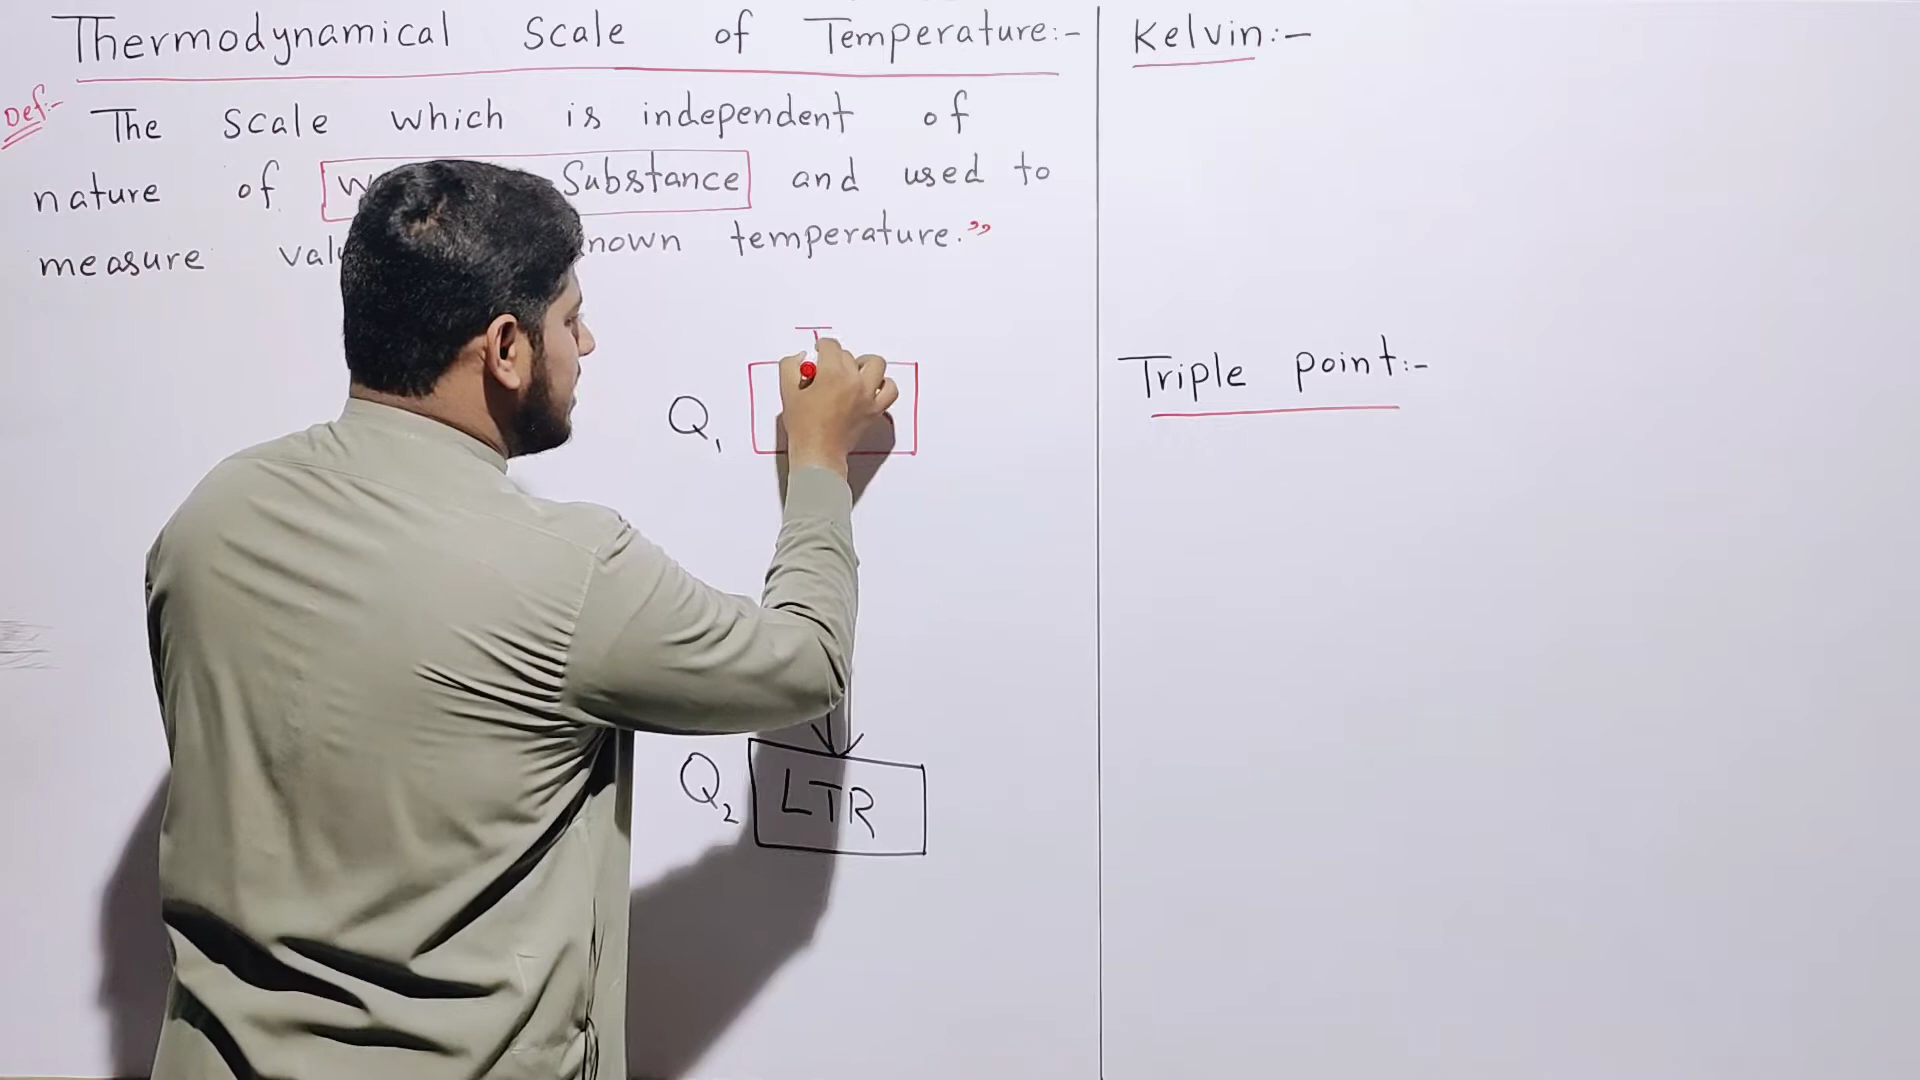 Thermodynamical Scale of Temperature:-
Def:-
The Scale which is independent of
nature of Substance and used to
measure temperature.”
T
Q1
Q2 LTR
Kelvin:-
Triple point:-